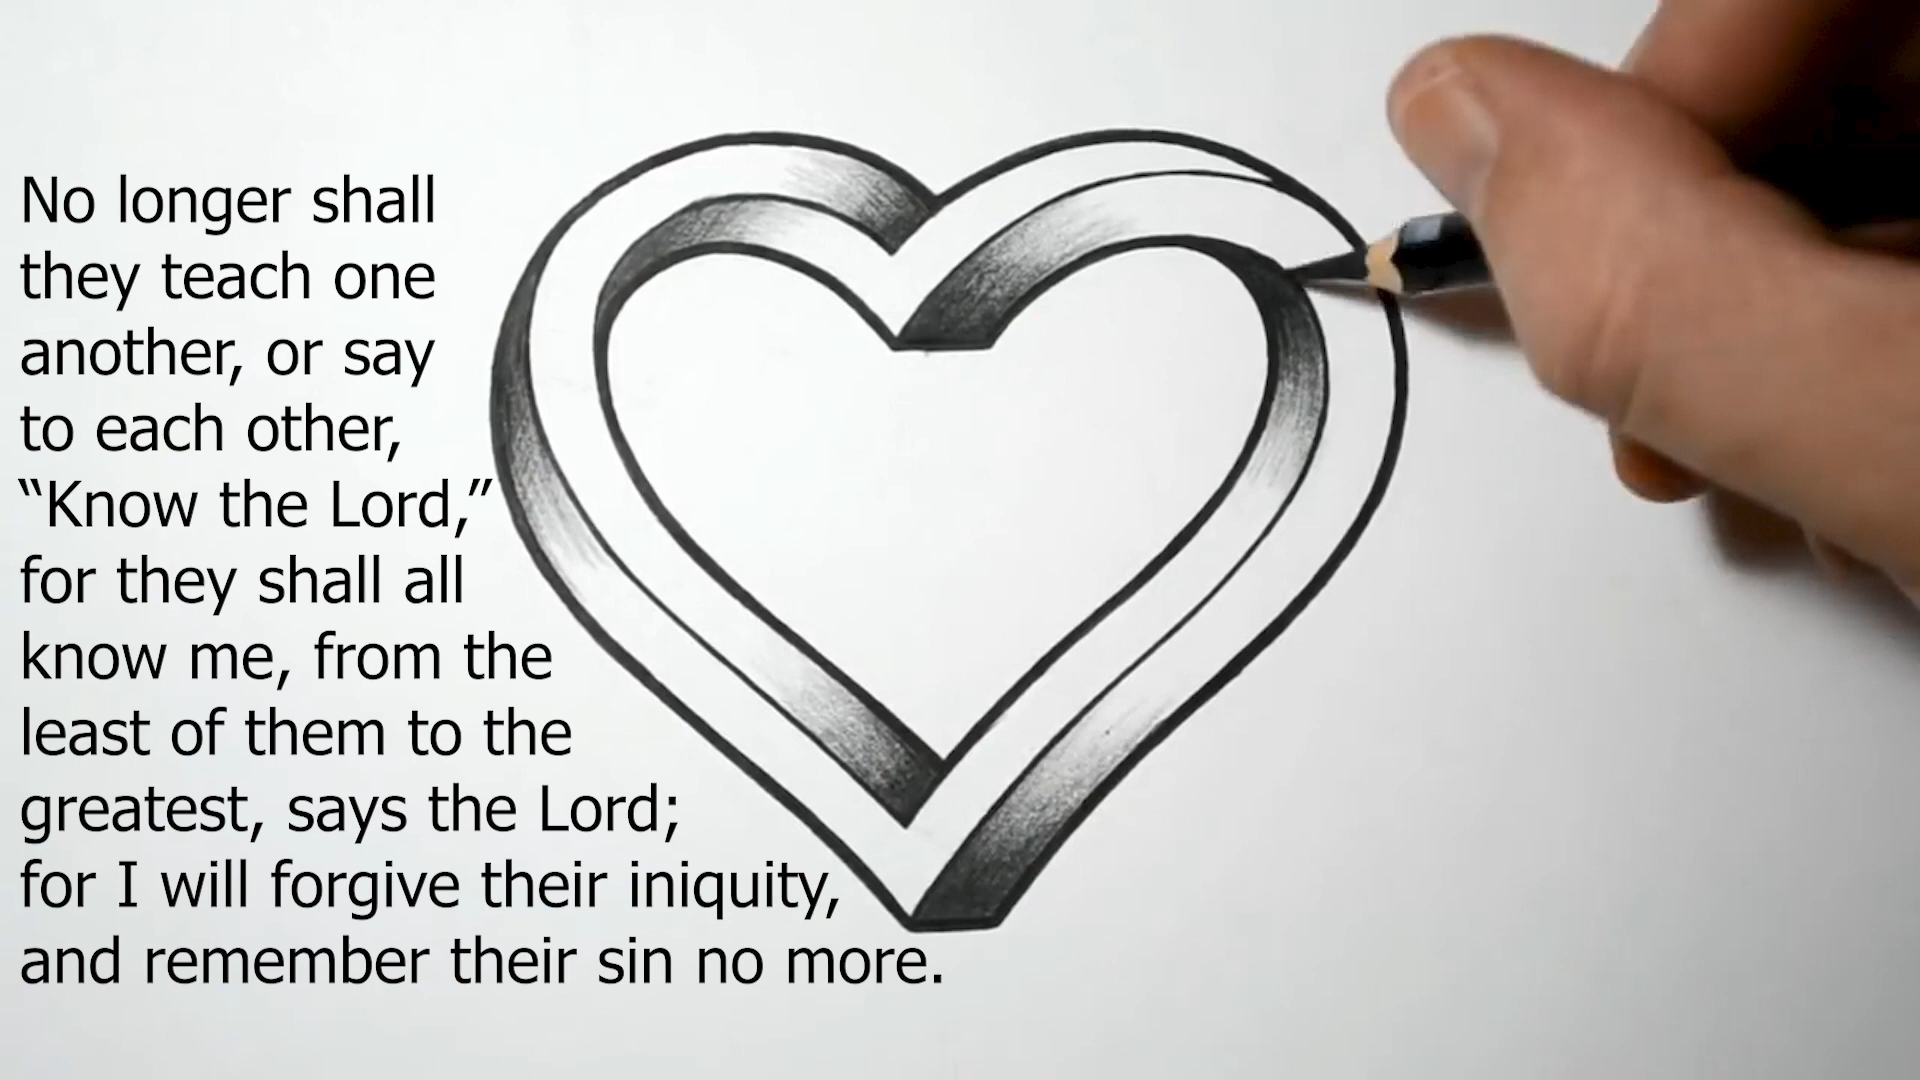 No longer shall
they teach one
another, or say
to each other,
“Know the Lord,”
for they shall all
know me, from the
least of them to the
greatest, says the Lord;
for I will forgive their iniquity,
and remember their sin no more.